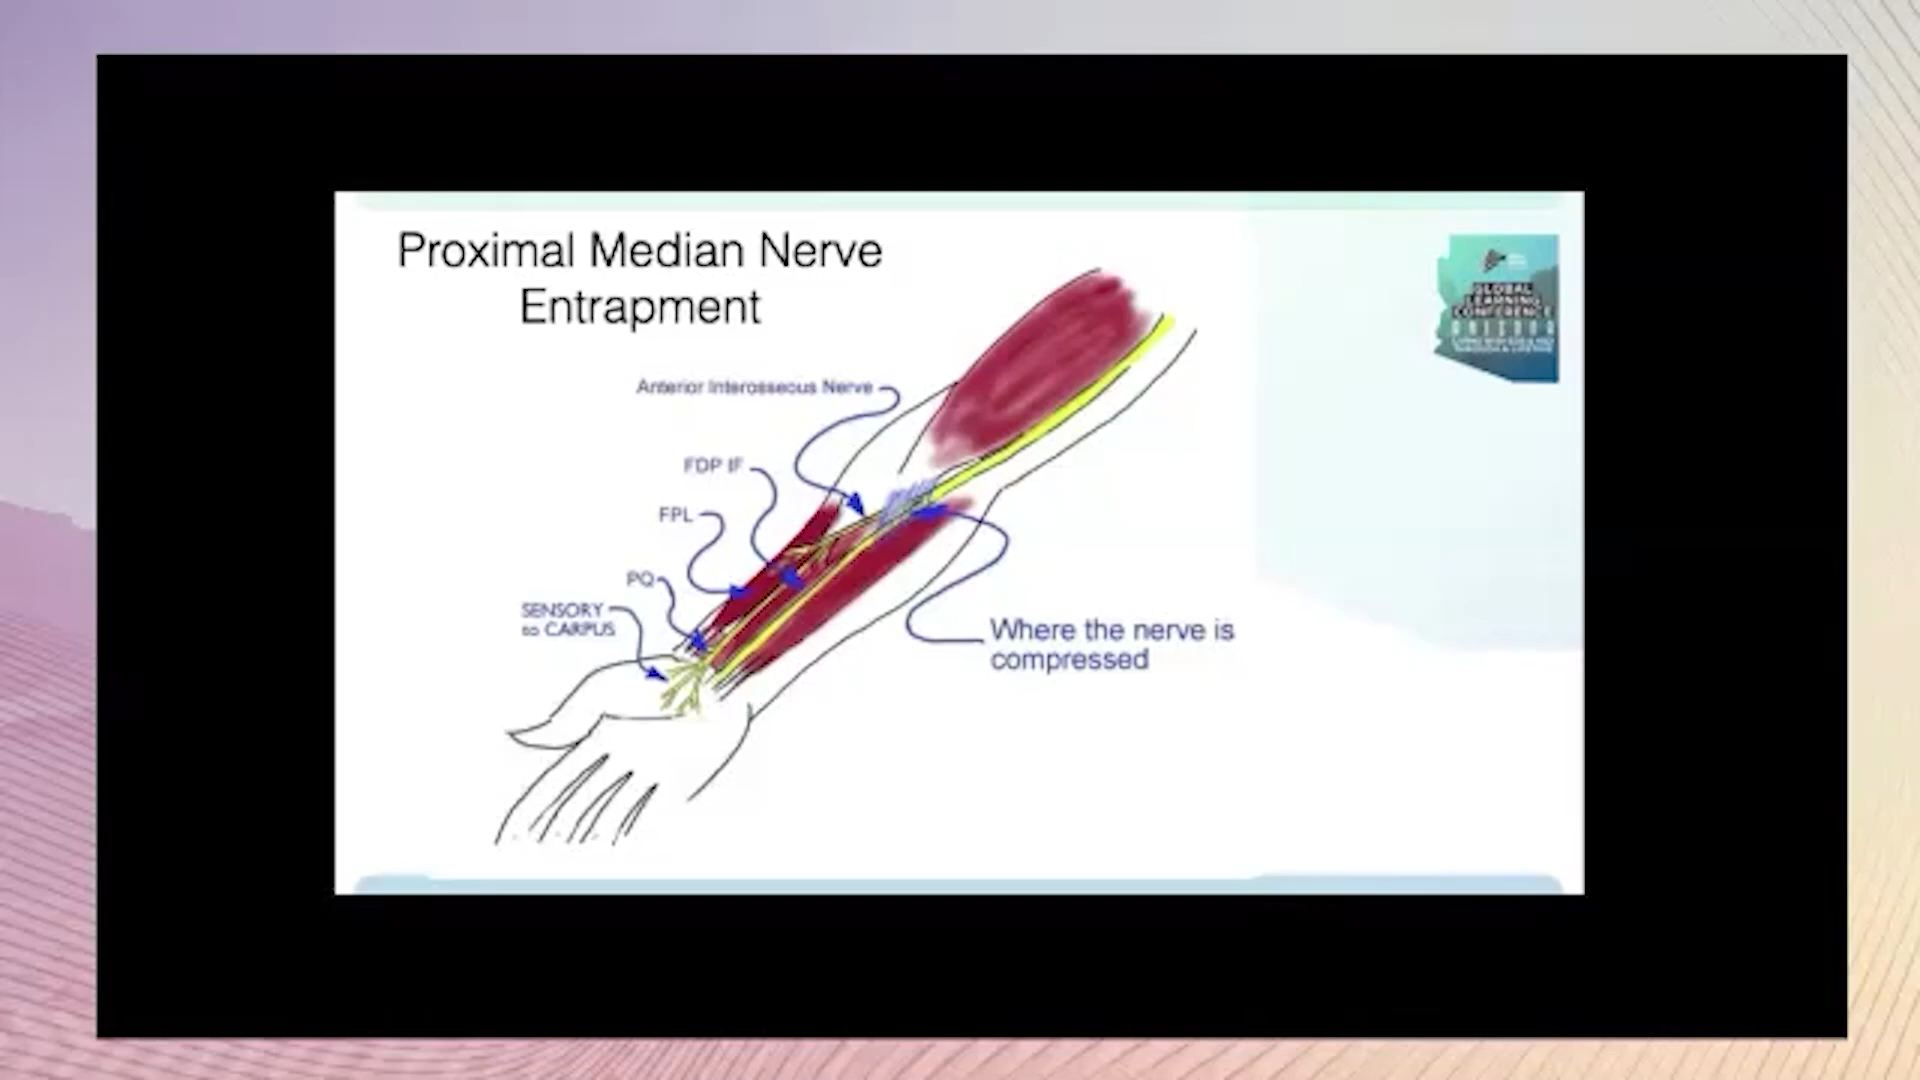 Proximal Median Nerve
Entrapment
Anterior Interosseous Nerve
FDP IF
FPL
PQ
SENSORY
to CARPUS
Where the nerve is
compressed
GLOBAL
LEARNING
CONFERENCE
ARIZONA